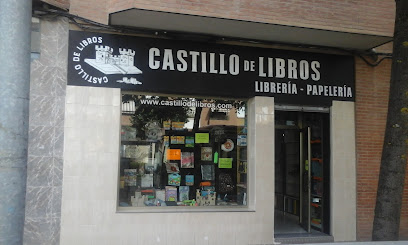 CASTILLO DE LIBROS
CASTILLO DE LIBROS
LIBRERÍA - PAPELERÍA
www.castillodelibros.com